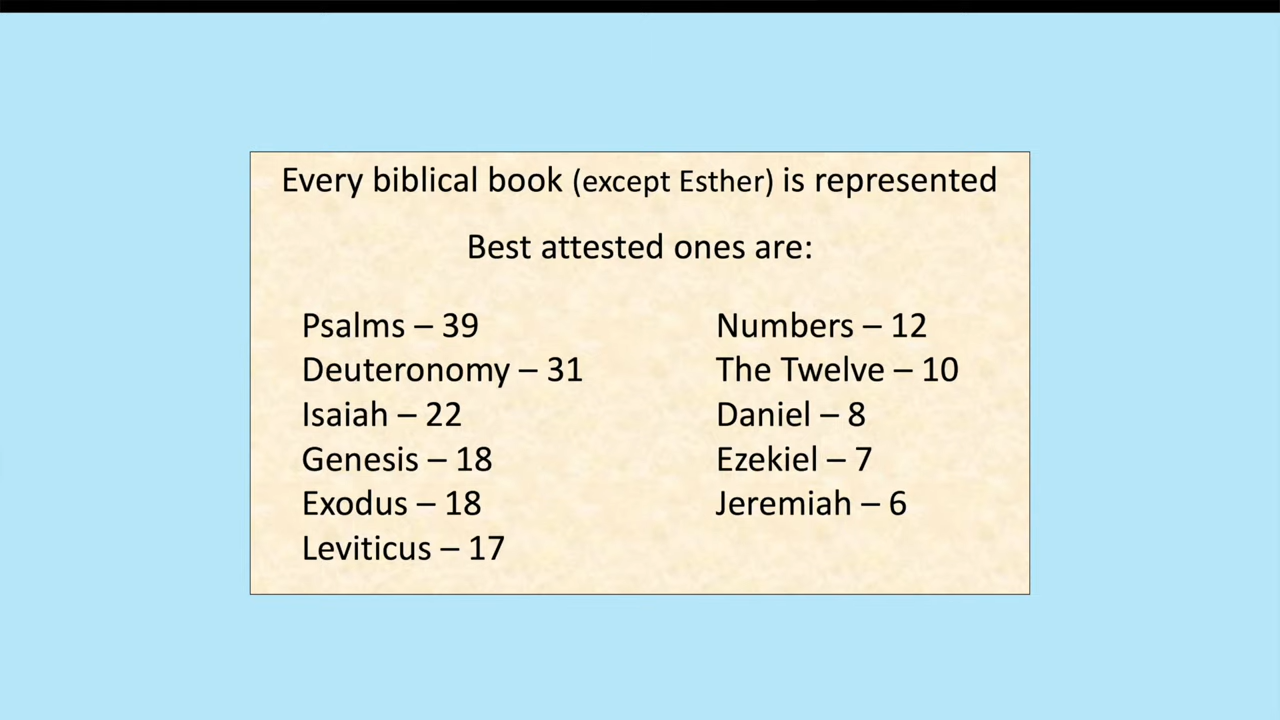 Every biblical book (except Esther) is represented
Best attested ones are:
Psalms – 39
Deuteronomy – 31
Isaiah – 22
Genesis – 18
Exodus – 18
Leviticus – 17
Numbers – 12
The Twelve – 10
Daniel – 8
Ezekiel – 7
Jeremiah – 6